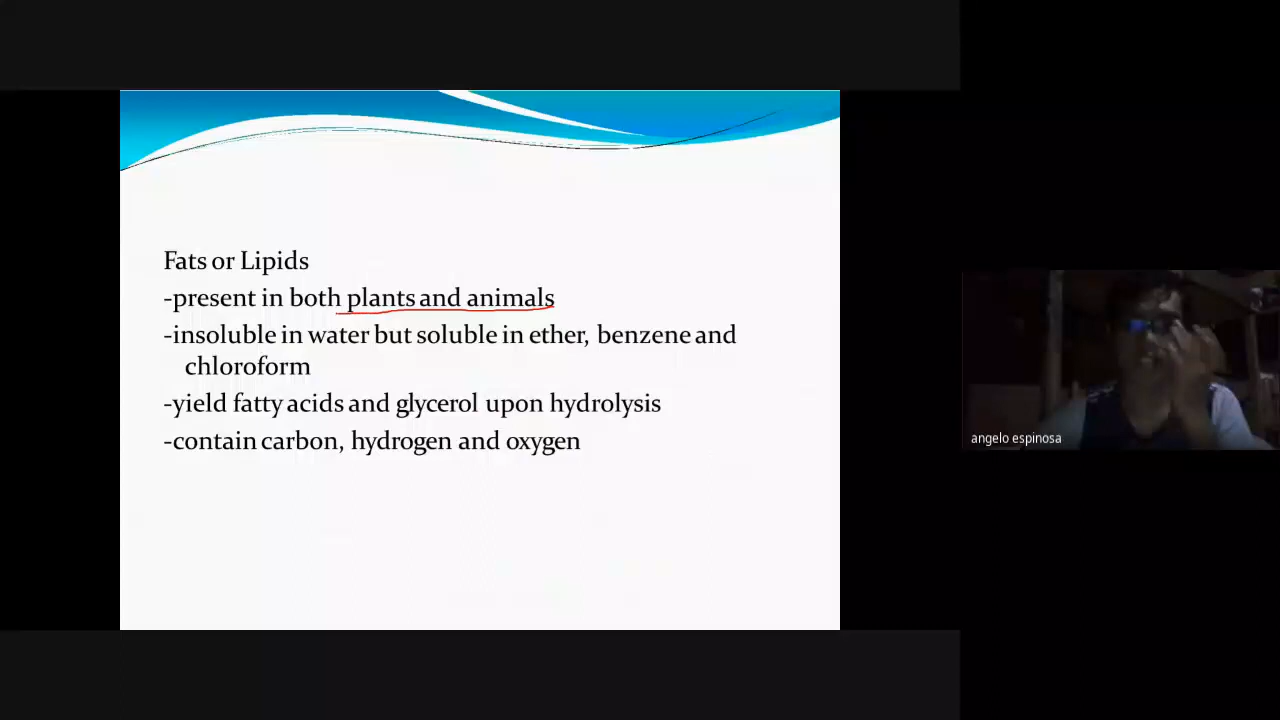 Fats or Lipids
-present in both plants and animals
-insoluble in water but soluble in ether, benzene and
chloroform
-yield fatty acids and glycerol upon hydrolysis
-contain carbon, hydrogen and oxygen
angelo espinosa